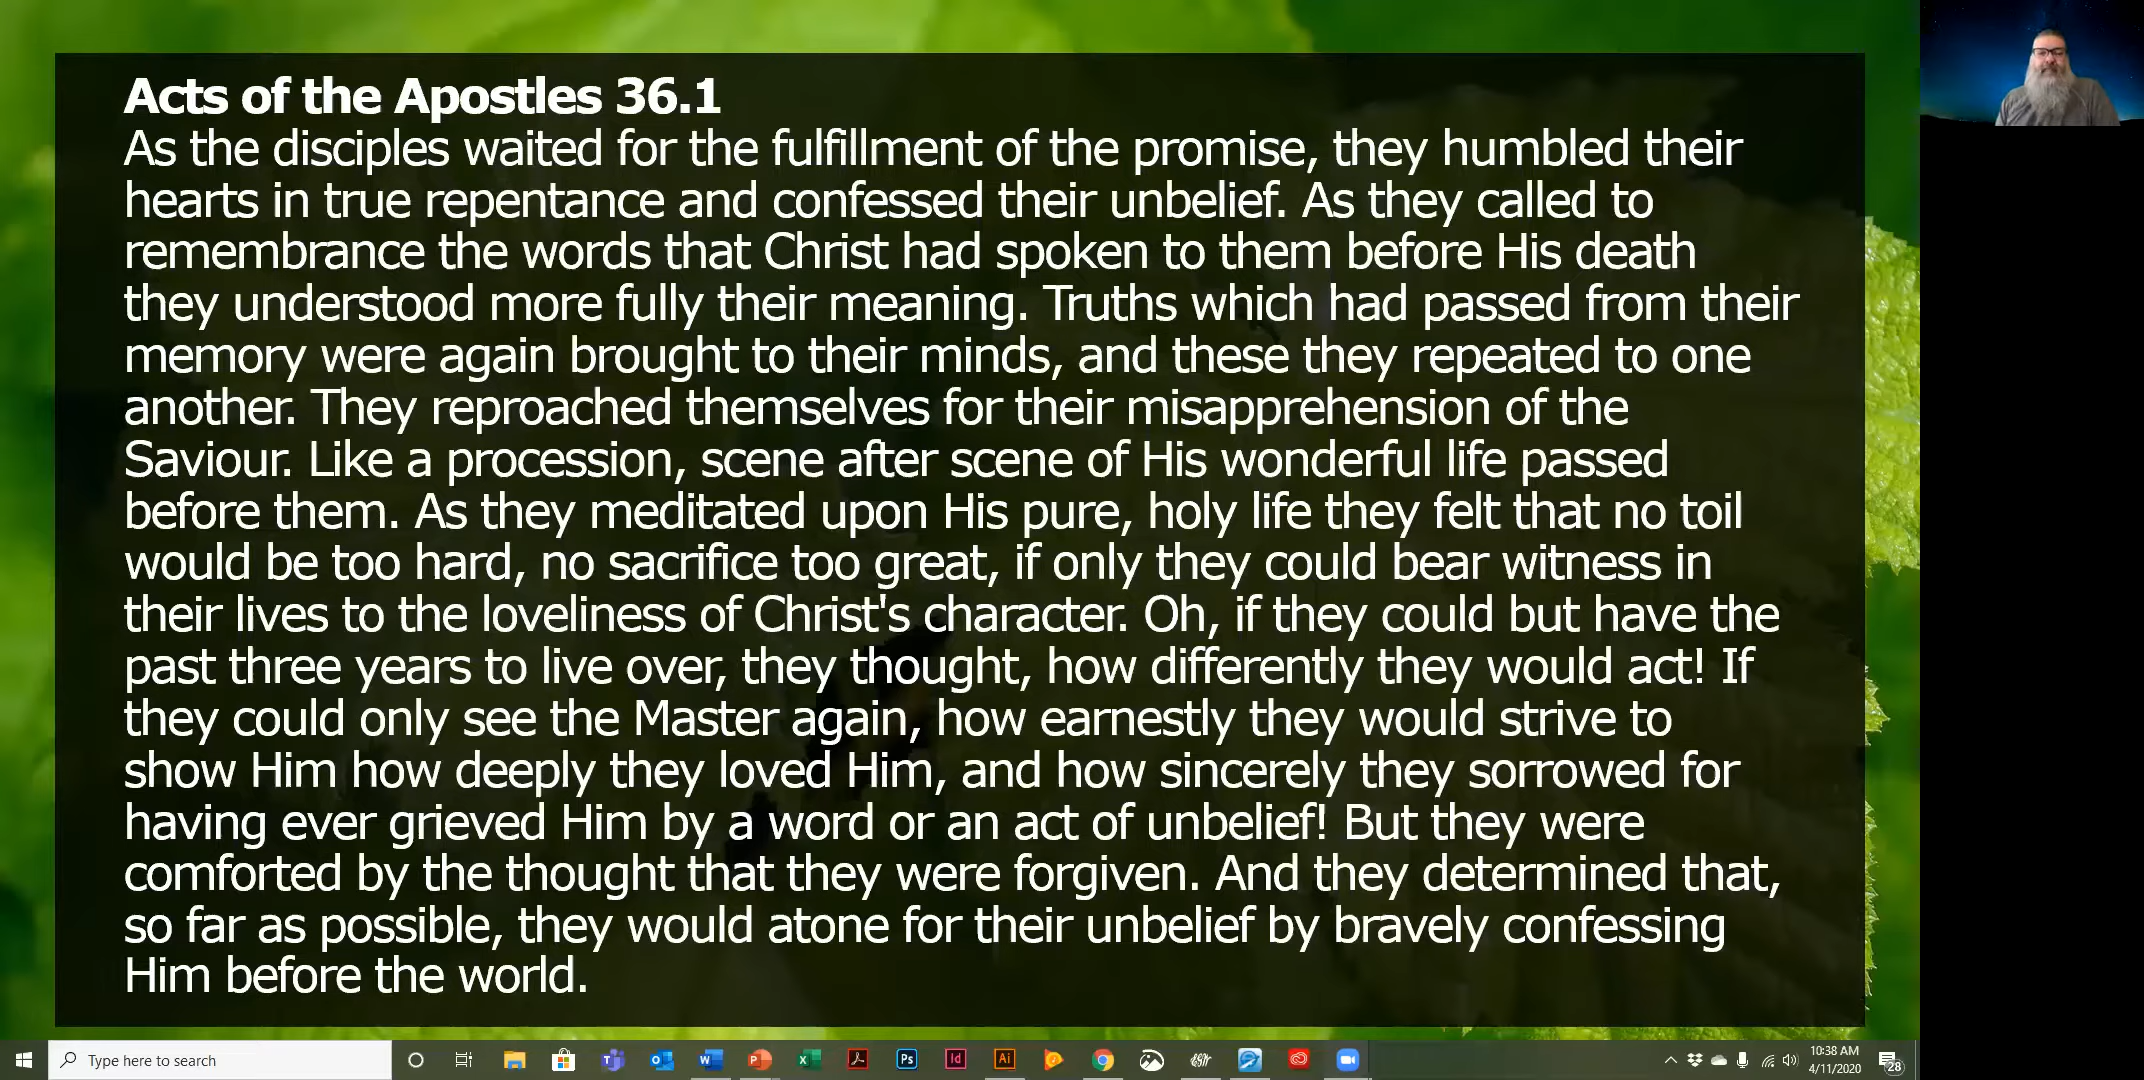 Acts of the Apostles 36.1
As the disciples waited for the fulfillment of the promise, they humbled their
hearts in true repentance and confessed their unbelief. As they called to
remembrance the words that Christ had spoken to them before His death
they understood more fully their meaning. Truths which had passed from their
memory were again brought to their minds, and these they repeated to one
another. They reproached themselves for their misapprehension of the
Saviour. Like a procession, scene after scene of His wonderful life passed
before them. As they meditated upon His pure, holy life they felt that no toil
would be too hard, no sacrifice too great, if only they could bear witness in
their lives to the loveliness of Christ's character. Oh, if they could but have the
past three years to live over, they thought, how differently they would act! If
they could only see the Master again, how earnestly they would strive to
show Him how deeply they loved Him, and how sincerely they sorrowed for
having ever grieved Him by a word or an act of unbelief! But they were
comforted by the thought that they were forgiven. And they determined that,
so far as possible, they would atone for their unbelief by bravely confessing
Him before the world.
Type here to search
Ps
Id
Ai
10:38 AM
4/11/2020
28